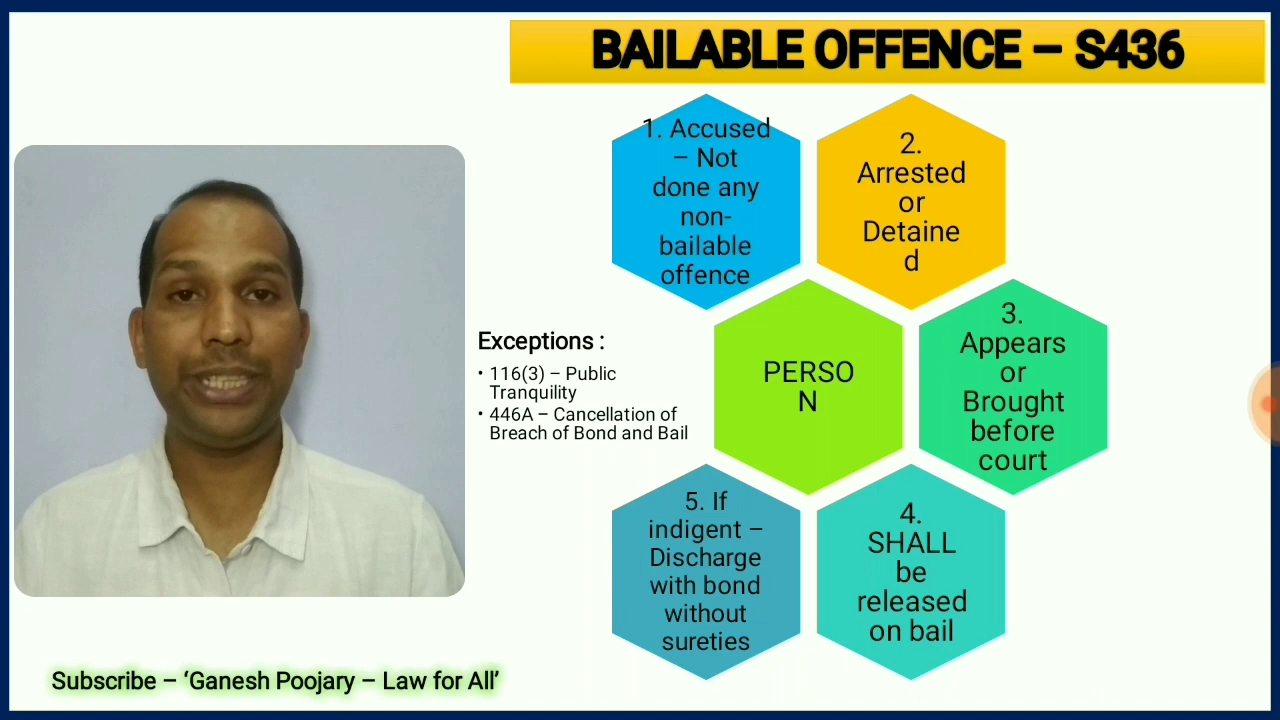 BAILABLE OFFENCE – S436
1. Accused
– Not
done any
non-
bailable
offence
2.
Arrested
or
Detaine
d
Exceptions :
• 116(3) – Public
Tranquility
• 446A – Cancellation of
Breach of Bond and Bail
PERSO
N
3.
Appears
or
Brought
before
court
5. If
indigent –
Discharge
with bond
without
sureties
4.
SHALL
be
released
on bail
Subscribe – ‘Ganesh Poojary – Law for All’